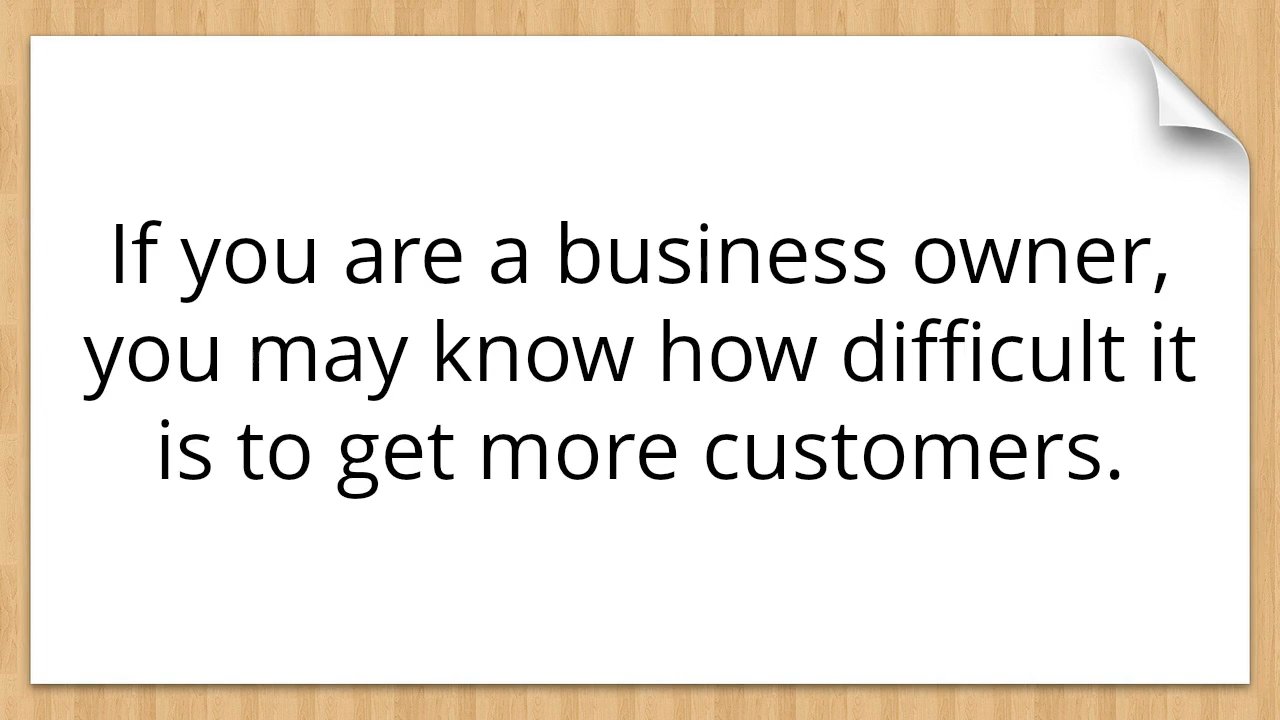 If you are a business owner,
you may know how difficult it
is to get more customers.